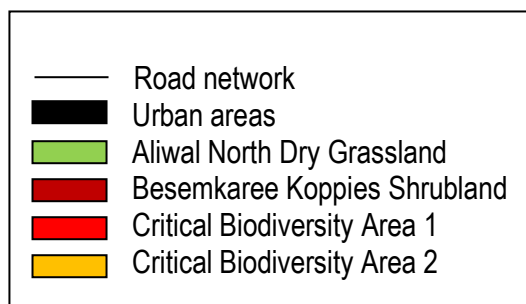 Road network
Urban areas
Aliwal North Dry Grassland
Besemkaree Koppies Shrubland
Critical Biodiversity Area 1
Critical Biodiversity Area 2